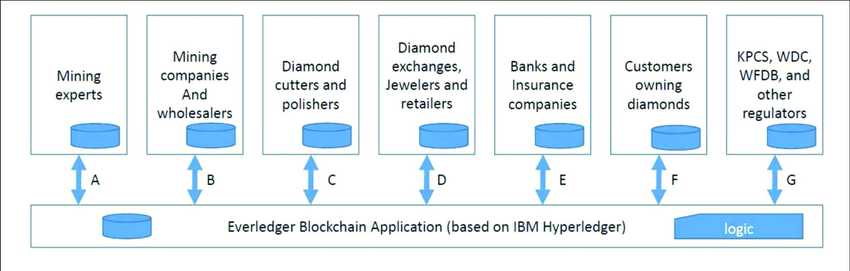 Mining
experts
Mining
companies
And
wholesalers
Diamond
cutters and
polishers
Diamond
exchanges,
Jewelers and
retailers
Banks and
Insurance
companies
Customers
owning
diamonds
KPCS, WDC,
WFDB, and
other
regulators
A
B
C
D
E
F
G
Everledger Blockchain Application (based on IBM Hyperledger)
logic